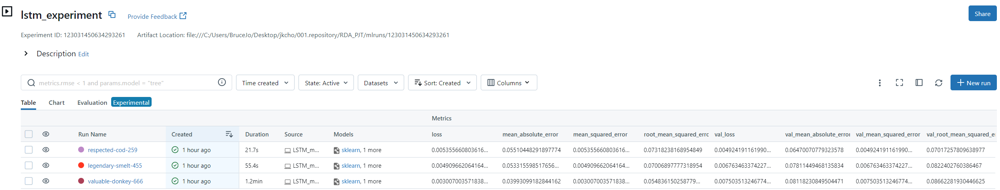 lstm_experiment Provide Feedback Share
Experiment ID: 123031450634293261 Artifact Location: file:///C:/Users/BruceJo/Desktop/jkcho/001.repository/RDA_PJT/mlruns/123031450634293261
Description Edit
metrics.rmse < 1 and params.model = "tree" Time created State: Active Datasets Sort: Created Columns New run
Table Chart Evaluation Experimental
Metrics
Run Name Created Duration Source Models loss mean_absolute_error mean_squared_error root_mean_squared_erro val_loss val_mean_absolute_error val_mean_squared_error val_root_mean_squared_e
respected-cod-259 1 hour ago 21.7s LSTM_m... sklearn, 1 more 0.005355660803616... 0.05510448291897774 0.005355660803616... 0.07318238168954849 0.004924191161990... 0.06470070779323578 0.004924191161990... 0.07017257809638977
legendary-smelt-455 1 hour ago 55.4s LSTM_m... sklearn, 1 more 0.004909662064164... 0.053315598517656... 0.004909662064164... 0.07006897777318954 0.006763463374227... 0.07811449468135834 0.006763463374227... 0.0822402760386467
valuable-donkey-666 1 hour ago 1.2min LSTM_m... sklearn, 1 more 0.003007003571838... 0.03993099182844162 0.003007003571838... 0.054836150258779... 0.007503513246774... 0.08118230849504471 0.007503513246774... 0.08662281930446625